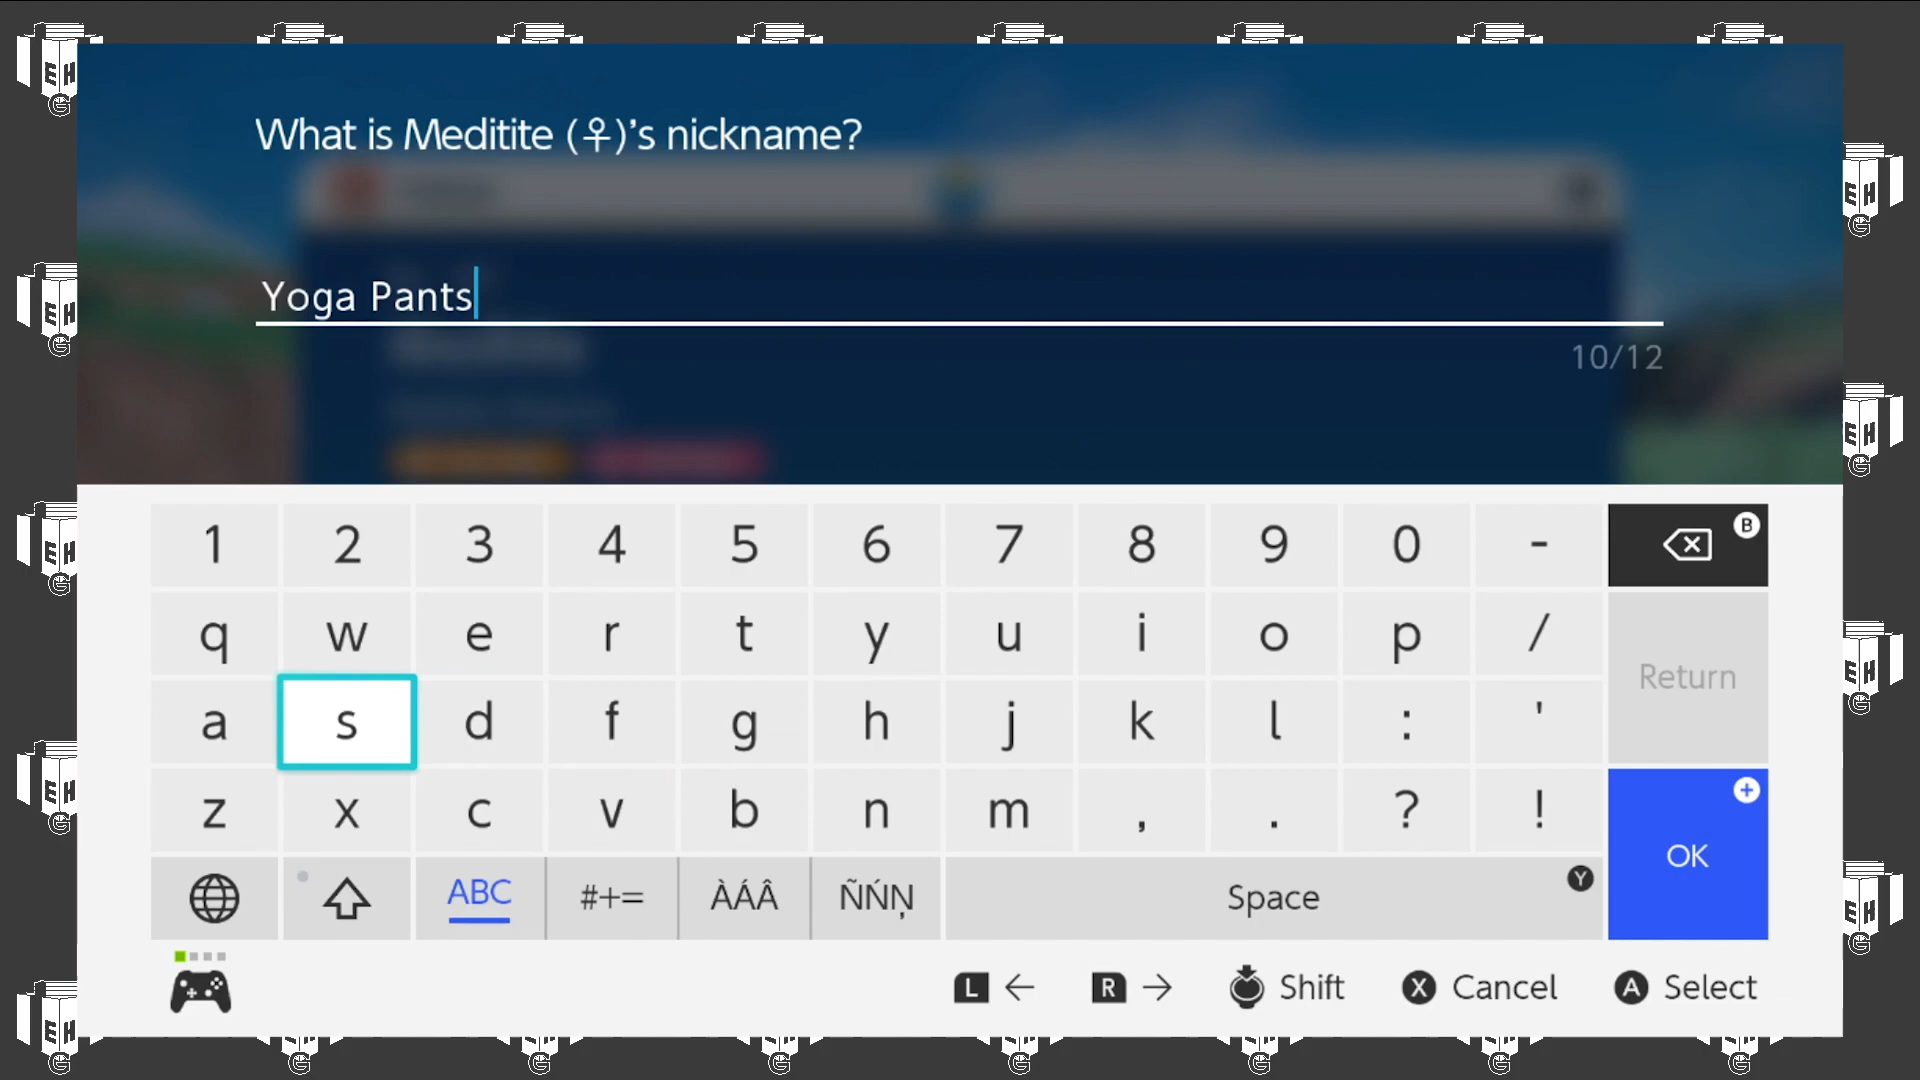 What is Meditite (♀)'s nickname?
Yoga Pants
10/12
1 2 3 4 5 6 7 8 9 0 - B
q w e r t y u i o p / Return
a s d f g h j k l : '
z x c v b n m , . ? ! OK
ABC #+= ÀÁÂ ÑŃŅ Space Y
L ← R → Shift X Cancel A Select
EH
G